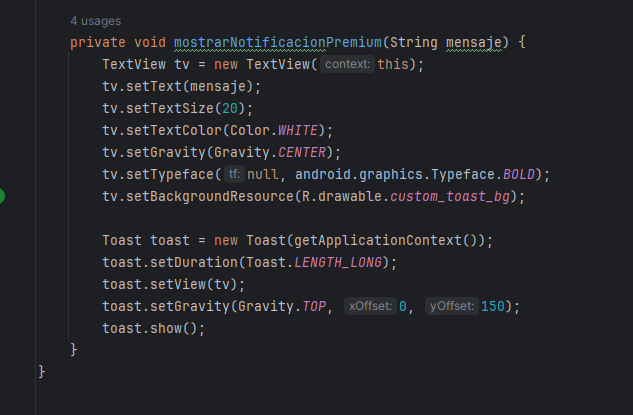 4 usages
private void mostrarNotificacionPremium(String mensaje) {
TextView tv = new TextView( context: this);
tv.setText(mensaje);
tv.setTextSize(20);
tv.setTextColor(Color.WHITE);
tv.setGravity(Gravity.CENTER);
tv.setTypeface( tf: null, android.graphics.Typeface.BOLD);
tv.setBackgroundResource(R.drawable.custom_toast_bg);
Toast toast = new Toast(getApplicationContext());
toast.setDuration(Toast.LENGTH_LONG);
toast.setView(tv);
toast.setGravity(Gravity.TOP, xOffset: 0, yOffset: 150);
toast.show();
}
}